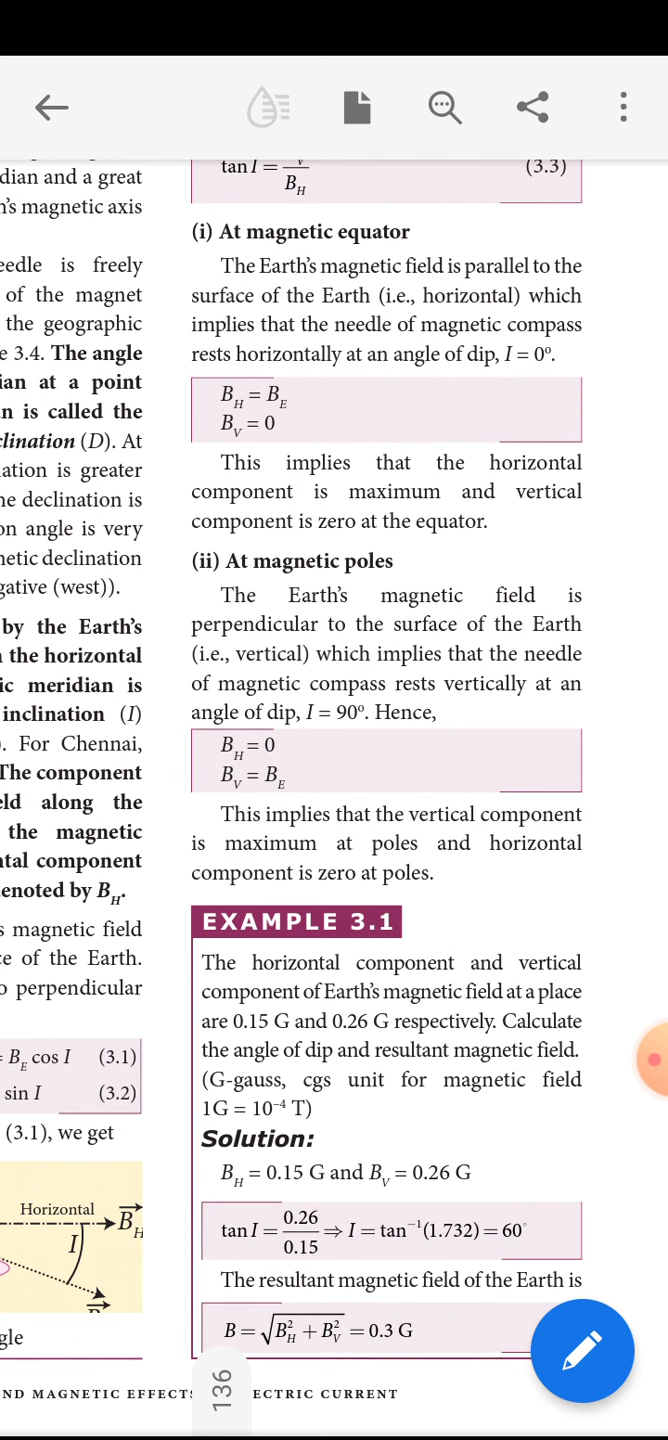 dian and a great
n's magnetic axis
eedle is freely
of the magnet
the geographic
e 3.4. The angle
ian at a point
n is called the
clination (D). At
ation is greater
ne declination is
on angle is very
netic declination
gative (west)).
by the Earth's
n the horizontal
ic meridian is
inclination (I)
. For Chennai,
The component
eld along the
the magnetic
ntal component
enoted by B_H.
s magnetic field
ce of the Earth.
o perpendicular
= B_E cos I (3.1)
sin I (3.2)
(3.1), we get
Horizontal B_H
I
gle
tan I = V / B_H (3.3)
(i) At magnetic equator
The Earth's magnetic field is parallel to the
surface of the Earth (i.e., horizontal) which
implies that the needle of magnetic compass
rests horizontally at an angle of dip, I = 0º.
B_H = B_E
B_V = 0
This implies that the horizontal
component is maximum and vertical
component is zero at the equator.
(ii) At magnetic poles
The Earth's magnetic field is
perpendicular to the surface of the Earth
(i.e., vertical) which implies that the needle
of magnetic compass rests vertically at an
angle of dip, I = 90º. Hence,
B_H = 0
B_V = B_E
This implies that the vertical component
is maximum at poles and horizontal
component is zero at poles.
EXAMPLE 3.1
The horizontal component and vertical
component of Earth's magnetic field at a place
are 0.15 G and 0.26 G respectively. Calculate
the angle of dip and resultant magnetic field.
(G-gauss, cgs unit for magnetic field
1G = 10⁻⁴ T)
Solution:
B_H = 0.15 G and B_V = 0.26 G
tan I = 0.26 / 0.15 ⇒ I = tan⁻¹(1.732) = 60°
The resultant magnetic field of the Earth is
B = √(B_H² + B_V²) = 0.3 G
ND MAGNETIC EFFECTS ECTRIC CURRENT
136